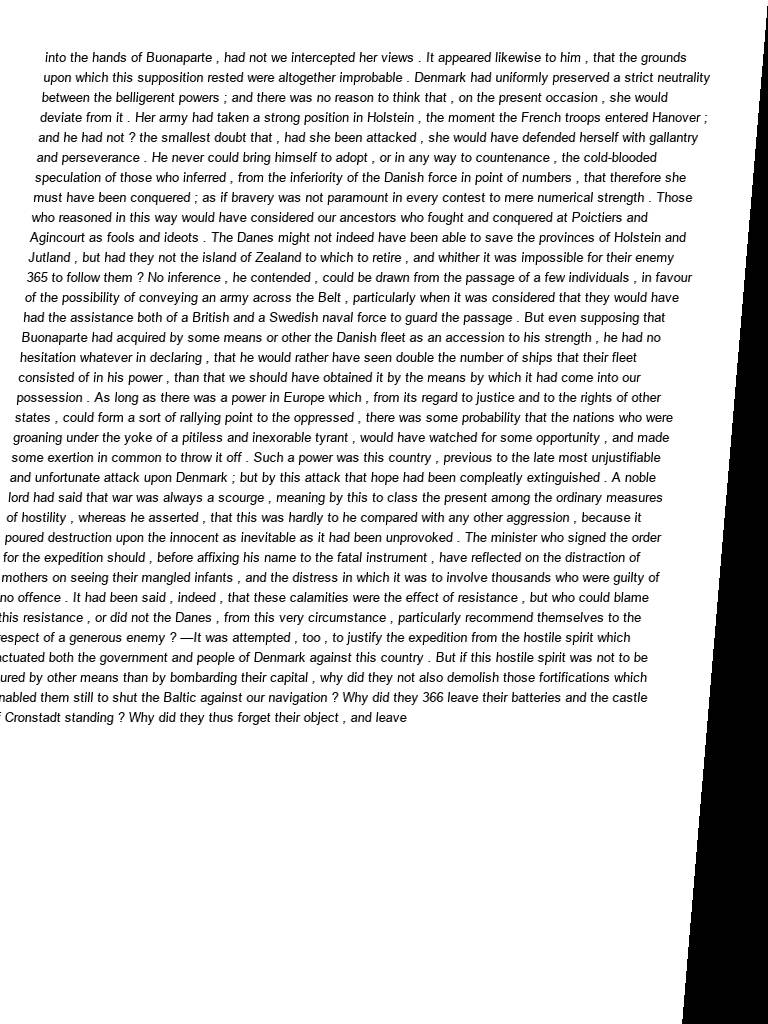 into the hands of Buonaparte , had not we intercepted her views . It appeared likewise to him , that the grounds
upon which this supposition rested were altogether improbable . Denmark had uniformly preserved a strict neutrality
between the belligerent powers ; and there was no reason to think that , on the present occasion , she would
deviate from it . Her army had taken a strong position in Holstein , the moment the French troops entered Hanover ;
and he had not ? the smallest doubt that , had she been attacked , she would have defended herself with gallantry
and perseverance . He never could bring himself to adopt , or in any way to countenance , the cold-blooded
speculation of those who inferred , from the inferiority of the Danish force in point of numbers , that therefore she
must have been conquered ; as if bravery was not paramount in every contest to mere numerical strength . Those
who reasoned in this way would have considered our ancestors who fought and conquered at Poictiers and
Agincourt as fools and ideots . The Danes might not indeed have been able to save the provinces of Holstein and
Jutland , but had they not the island of Zealand to which to retire , and whither it was impossible for their enemy
365 to follow them ? No inference , he contended , could be drawn from the passage of a few individuals , in favour
of the possibility of conveying an army across the Belt , particularly when it was considered that they would have
had the assistance both of a British and a Swedish naval force to guard the passage . But even supposing that
Buonaparte had acquired by some means or other the Danish fleet as an accession to his strength , he had no
hesitation whatever in declaring , that he would rather have seen double the number of ships that their fleet
consisted of in his power , than that we should have obtained it by the means by which it had come into our
possession . As long as there was a power in Europe which , from its regard to justice and to the rights of other
states , could form a sort of rallying point to the oppressed , there was some probability that the nations who were
groaning under the yoke of a pitiless and inexorable tyrant , would have watched for some opportunity , and made
some exertion in common to throw it off . Such a power was this country , previous to the late most unjustifiable
and unfortunate attack upon Denmark ; but by this attack that hope had been compleatly extinguished . A noble
lord had said that war was always a scourge , meaning by this to class the present among the ordinary measures
of hostility , whereas he asserted , that this was hardly to he compared with any other aggression , because it
poured destruction upon the innocent as inevitable as it had been unprovoked . The minister who signed the order
for the expedition should , before affixing his name to the fatal instrument , have reflected on the distraction of
mothers on seeing their mangled infants , and the distress in which it was to involve thousands who were guilty of
no offence . It had been said , indeed , that these calamities were the effect of resistance , but who could blame
this resistance , or did not the Danes , from this very circumstance , particularly recommend themselves to the
respect of a generous enemy ? —It was attempted , too , to justify the expedition from the hostile spirit which
actuated both the government and people of Denmark against this country . But if this hostile spirit was not to be
ured by other means than by bombarding their capital , why did they not also demolish those fortifications which
nabled them still to shut the Baltic against our navigation ? Why did they 366 leave their batteries and the castle
f Cronstadt standing ? Why did they thus forget their object , and leave